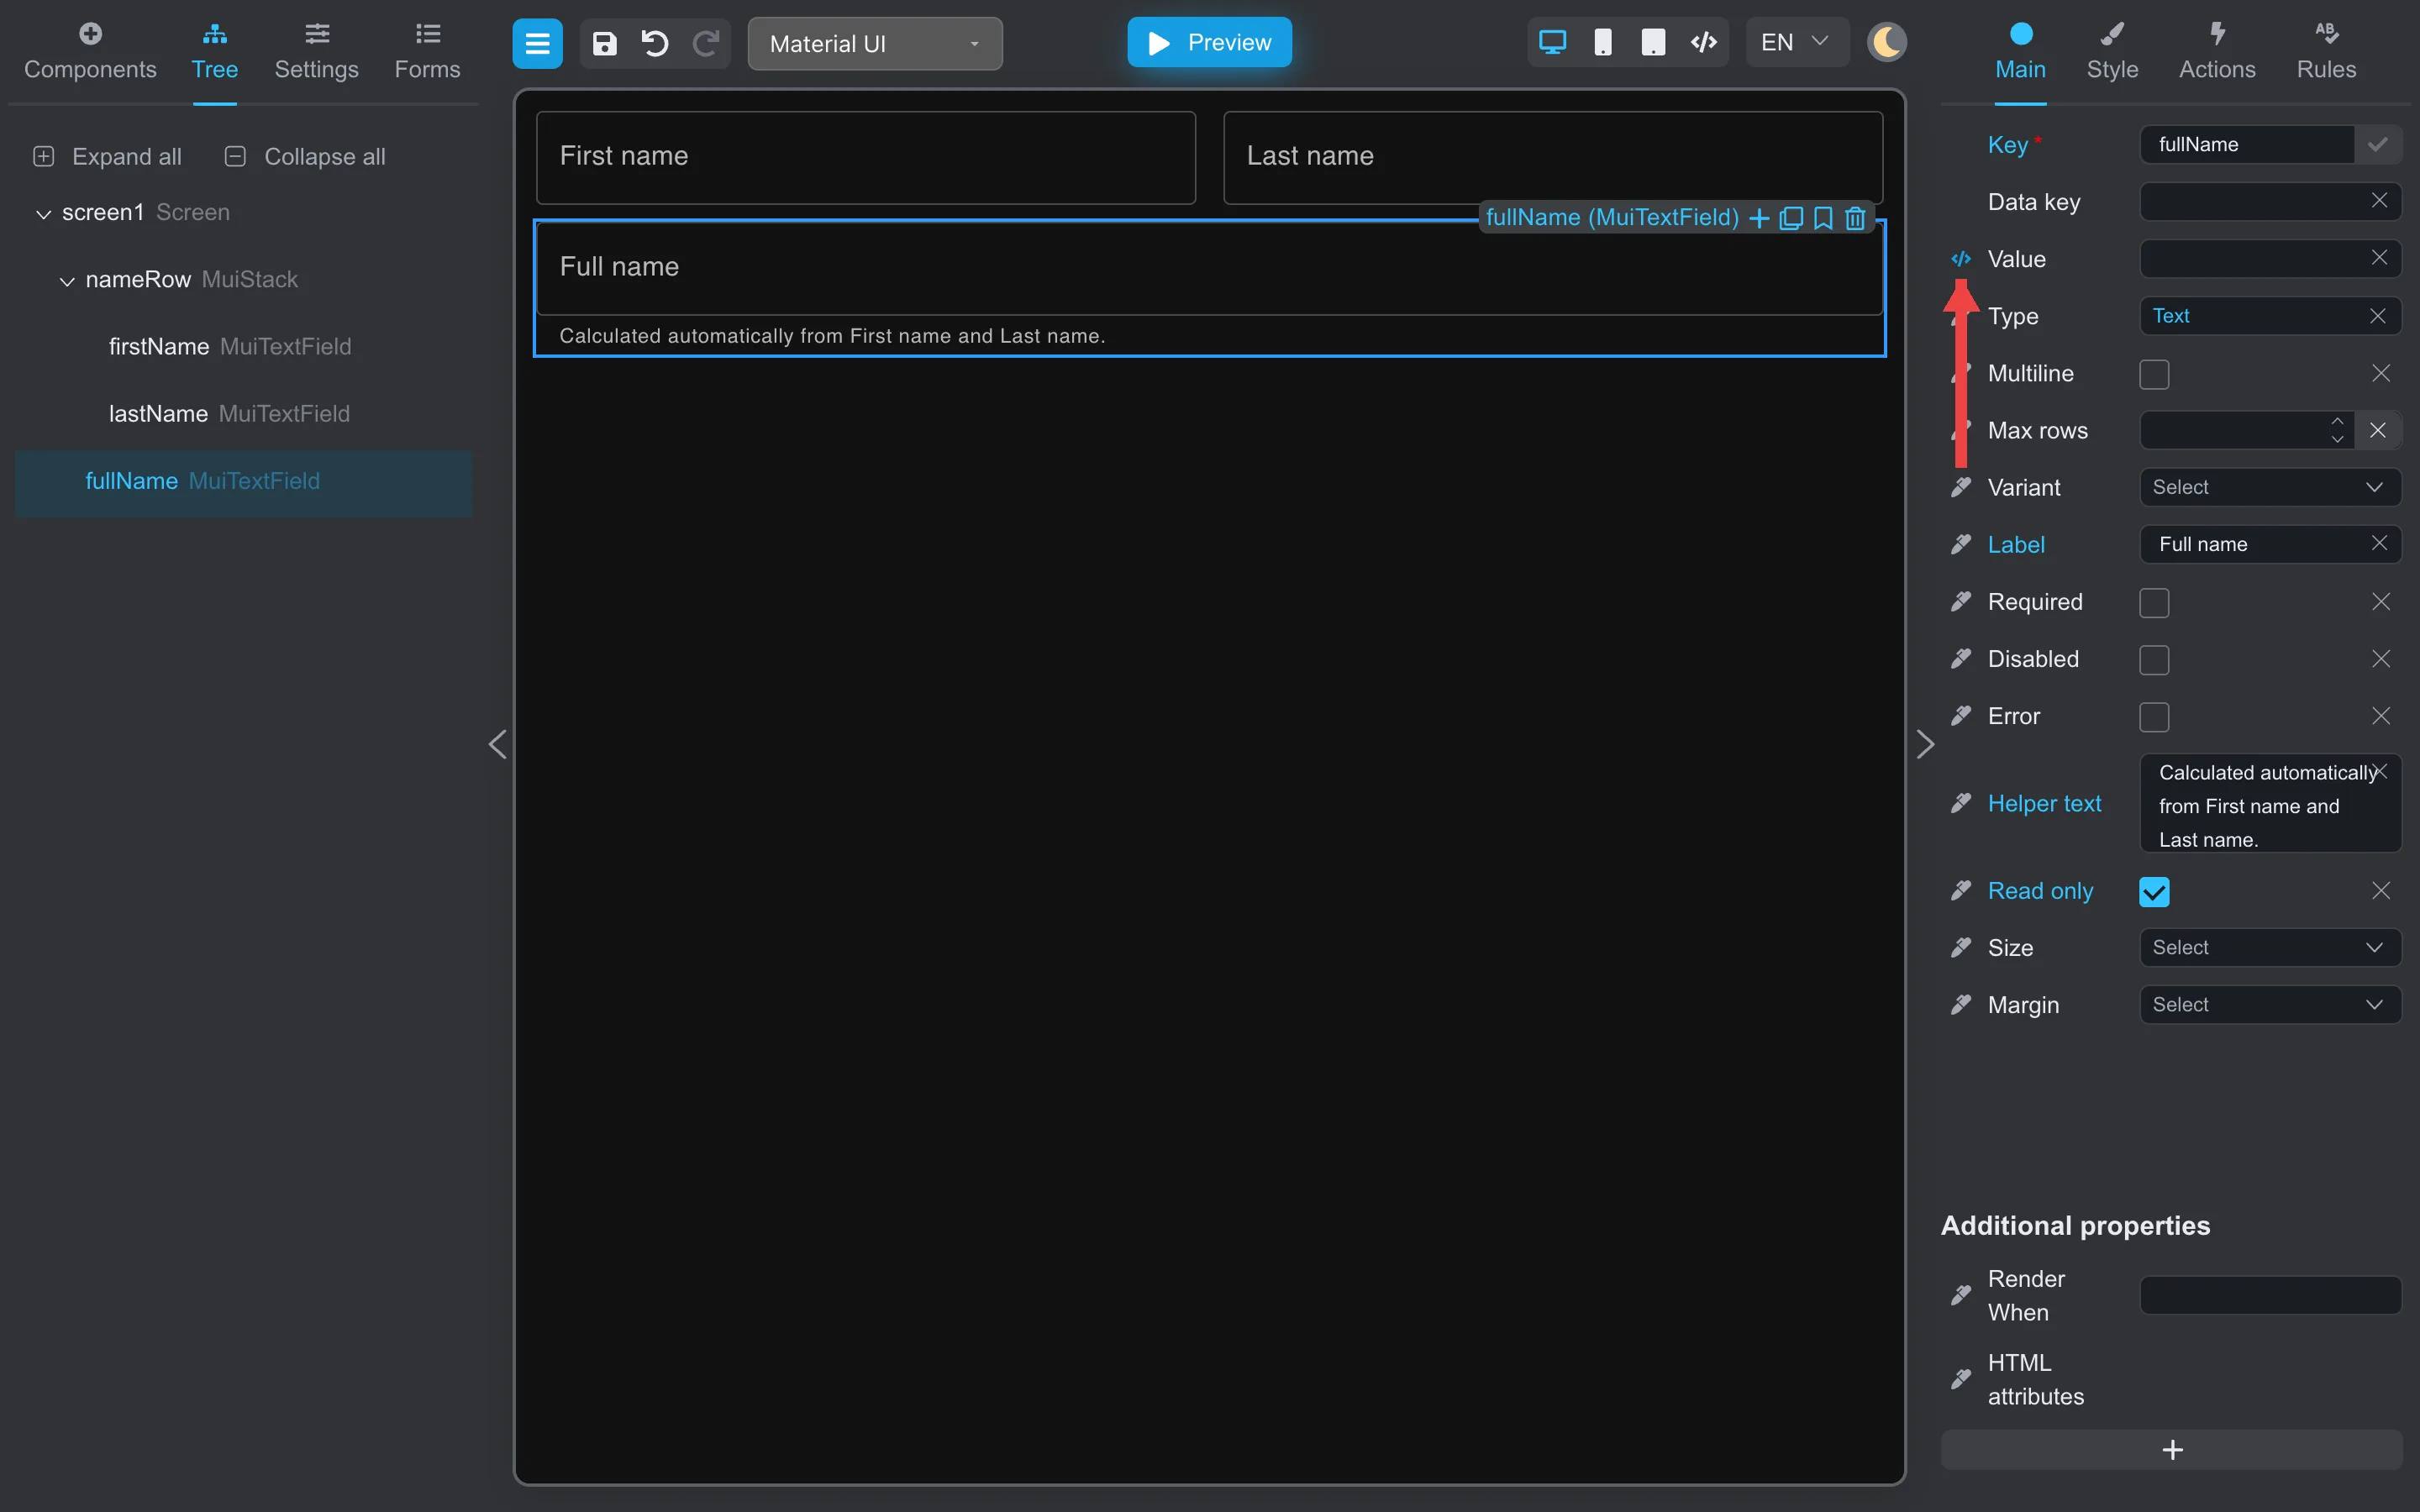 Components
Tree
Settings
Forms
Material UI
Preview
EN
Main
Style
Actions
Rules
Expand all
Collapse all
screen1 Screen
nameRow MuiStack
firstName MuiTextField
lastName MuiTextField
fullName MuiTextField
First name
Last name
fullName (MuiTextField)
Full name
Calculated automatically from First name and Last name.
Key *
fullName
Data key
Value
Type
Text
Multiline
Max rows
Variant
Select
Label
Full name
Required
Disabled
Error
Helper text
Calculated automatically
from First name and
Last name.
Read only
Size
Select
Margin
Select
Additional properties
Render
When
HTML
attributes